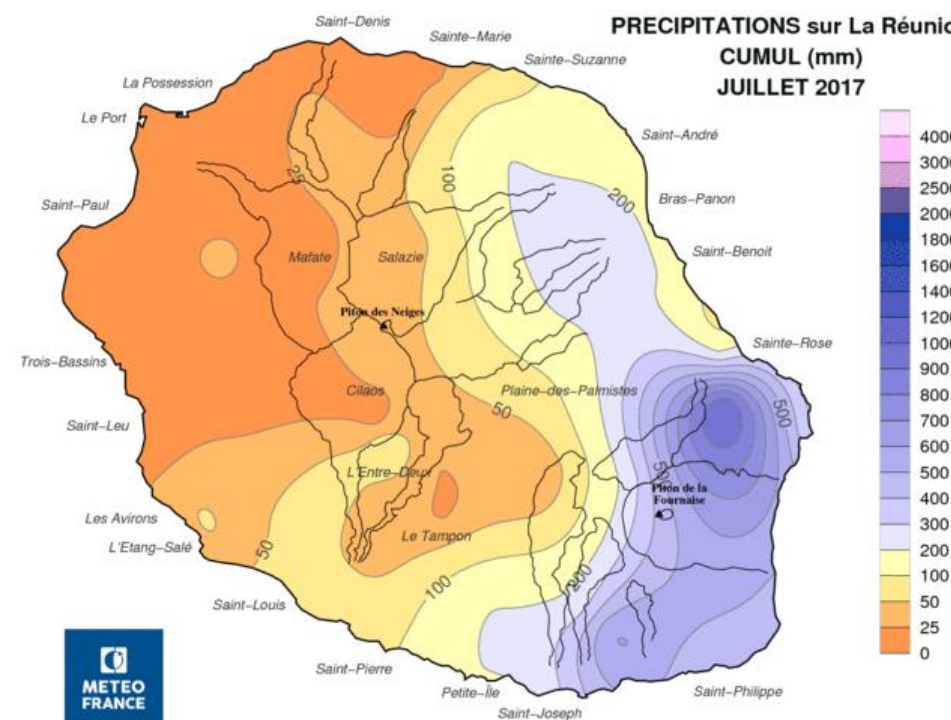 PRECIPITATIONS sur La Réunio
CUMUL (mm)
JUILLET 2017
Saint-Denis
Sainte-Marie
Sainte-Suzanne
La Possession
Le Port
Saint-André
Saint-Paul
Bras-Panon
Saint-Benoit
Mafate
Salazie
Piton des Neiges
Sainte-Rose
Trois-Bassins
Cilaos
Plaine-des-Palmistes
Saint-Leu
L'Entre-Deux
Piton de la
Fournaise
Les Avirons
Le Tampon
L'Etang-Salé
Saint-Louis
Saint-Pierre
Petite-Île
Saint-Philippe
Saint-Joseph
25
100
200
50
500
50
50
100
200
4000
3000
2500
2000
1800
1600
1400
1200
1000
900
800
700
600
500
400
300
200
100
50
25
0
METEO
FRANCE